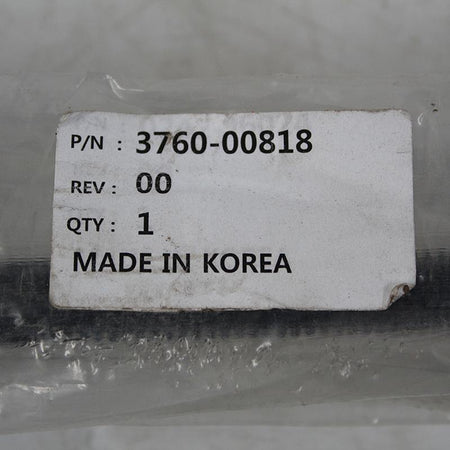 P/N : 3760-00818
REV : 00
QTY : 1
MADE IN KOREA